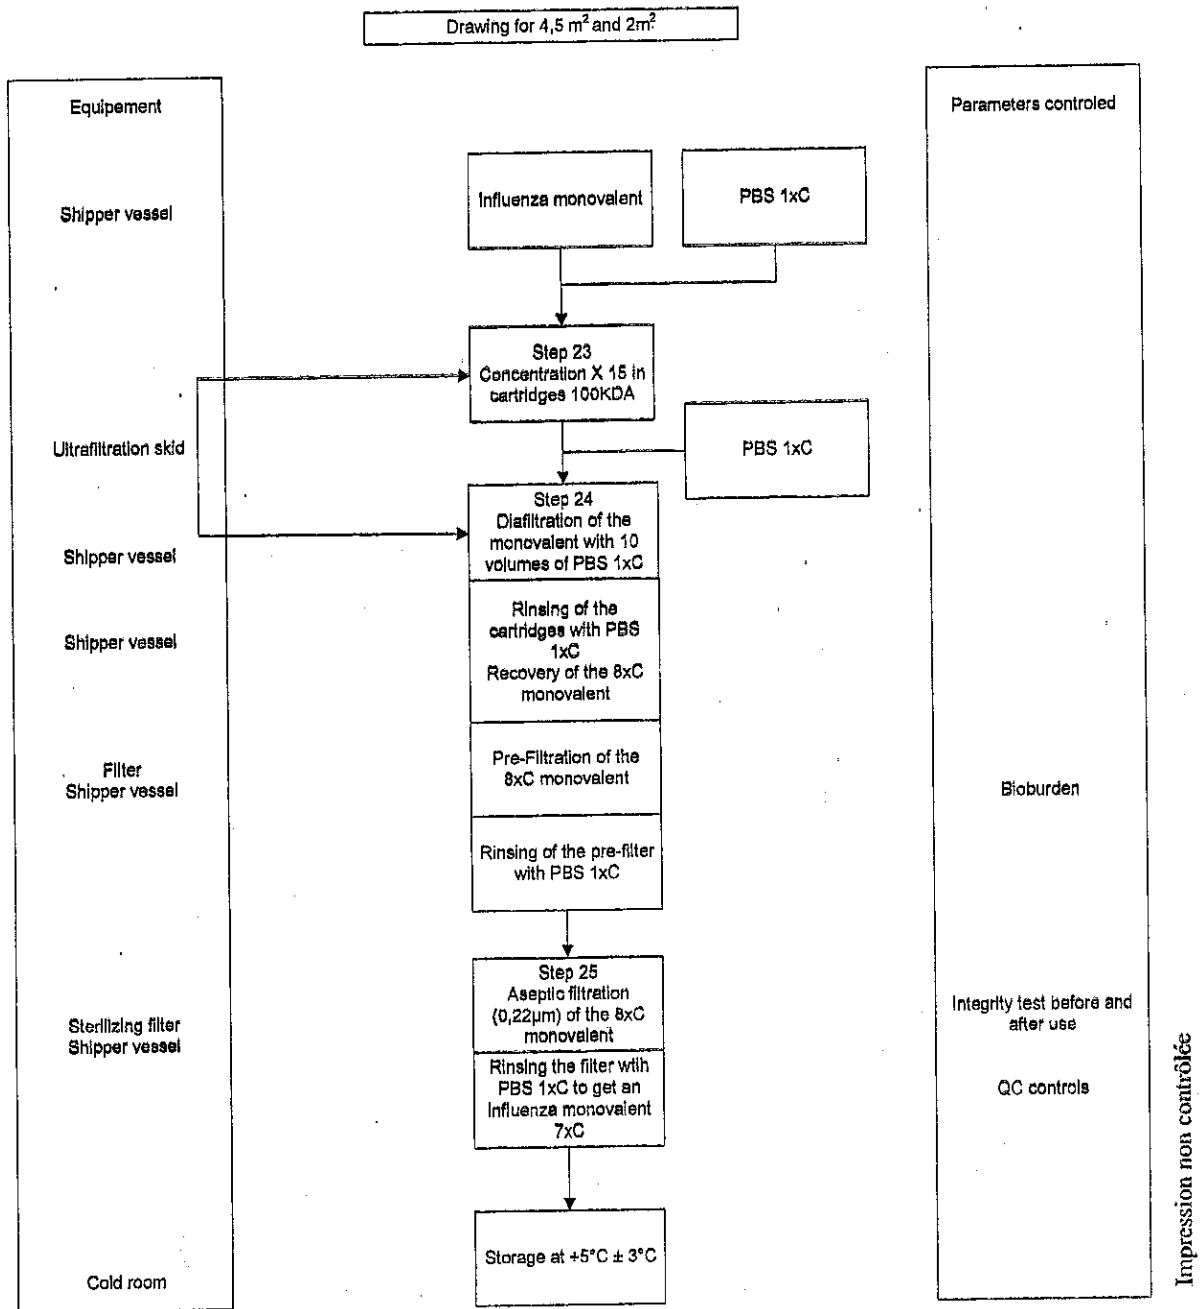 Drawing for 4,5 m² and 2m²
Equipement
Shipper vessel
Ultrafiltration skid
Shipper vessel
Shipper vessel
Filter
Shipper vessel
Sterilizing filter
Shipper vessel
Cold room
Influenza monovalent
PBS 1xC
Step 23
Concentration X 15 in
cartridges 100KDA
PBS 1xC
Step 24
Diafiltration of the
monovalent with 10
volumes of PBS 1xC
Rinsing of the
cartridges with PBS
1xC
Recovery of the 8xC
monovalent
Pre-Filtration of the
8xC monovalent
Rinsing of the pre-filter
with PBS 1xC
Step 25
Aseptic filtration
(0,22µm) of the 8xC
monovalent
Rinsing the filter wtih
PBS 1xC to get an
Influenza monovalent
7xC
Storage at +5°C ± 3°C
Parameters controled
Bioburden
Integrity test before and
after use
QC controls
Impression non contrôlée